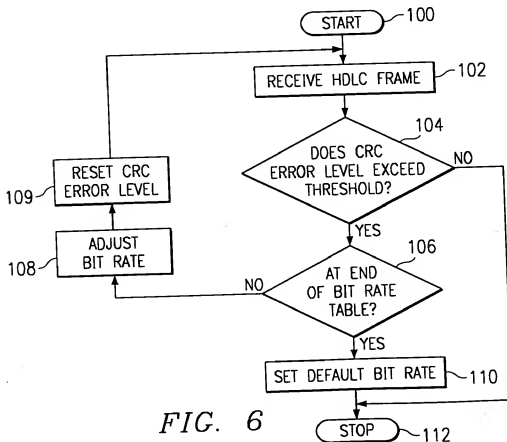 START
100
RECEIVE HDLC FRAME
102
104
DOES CRC
ERROR LEVEL EXCEED
THRESHOLD?
NO
YES
109
RESET CRC
ERROR LEVEL
108
ADJUST
BIT RATE
NO
106
AT END
OF BIT RATE
TABLE?
YES
SET DEFAULT BIT RATE
110
STOP
112
FIG. 6